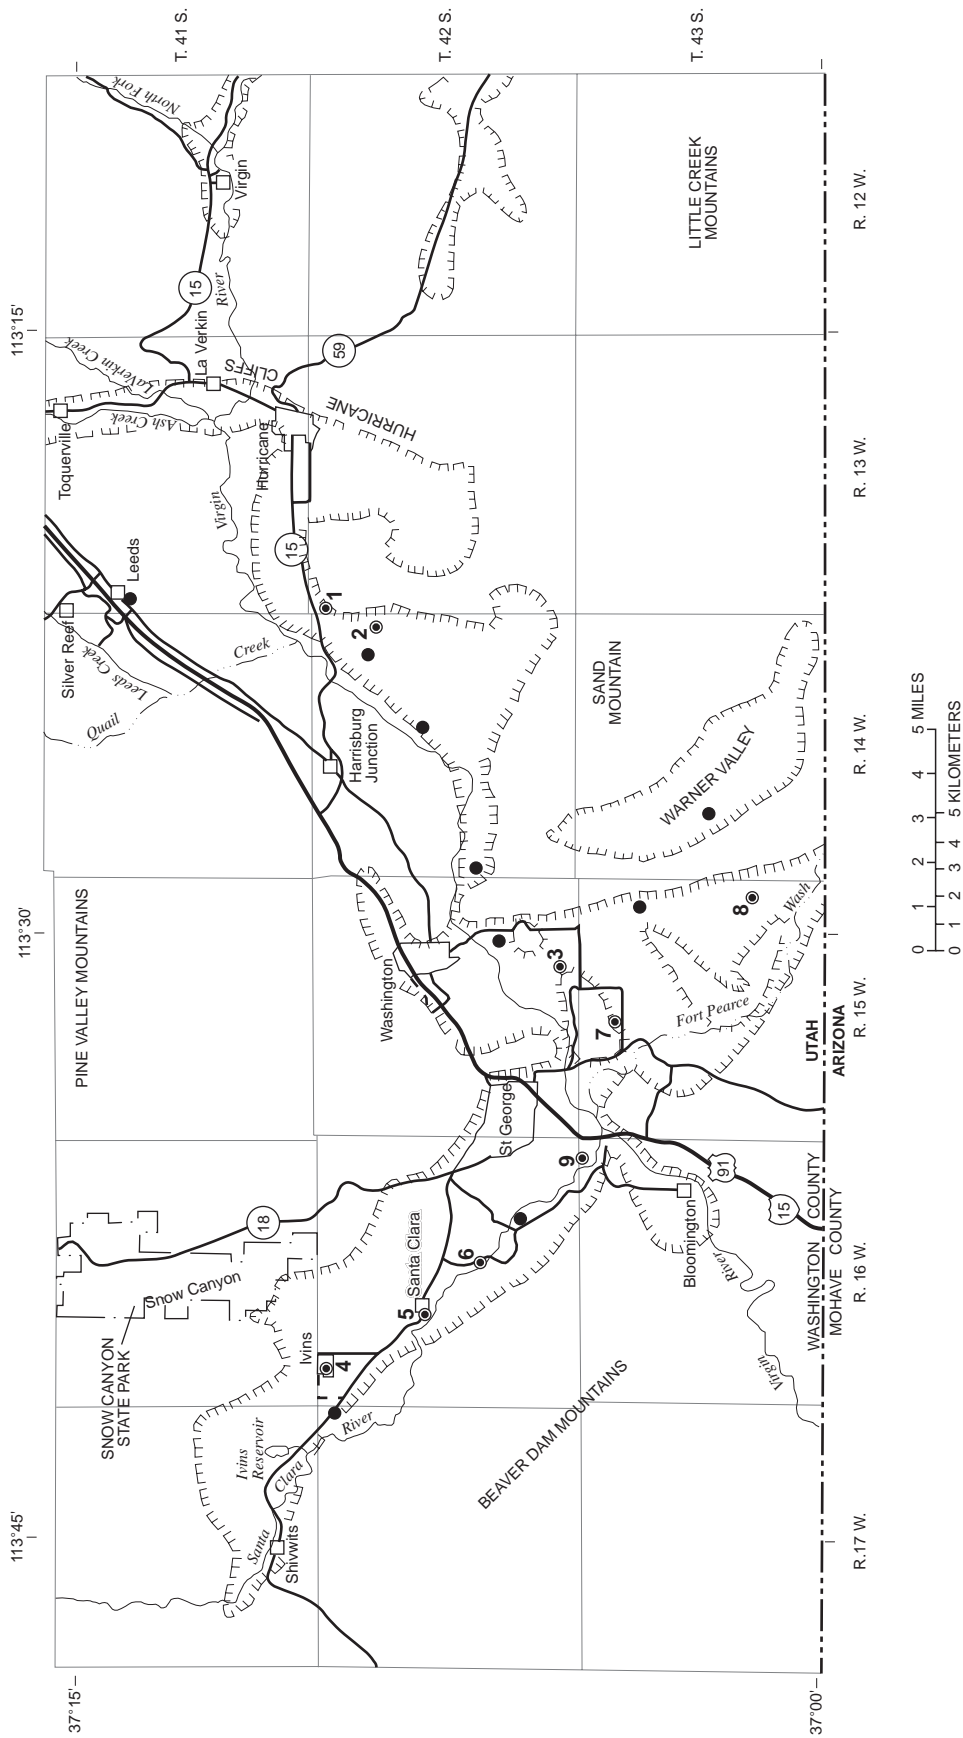 113°45'
113°30'
113°15'
37°15'
37°00'
T. 41 S.
T. 42 S.
T. 43 S.
R.17 W.
R. 16 W.
R. 15 W.
R. 14 W.
R. 13 W.
R. 12 W.
SNOW CANYON
STATE PARK
Snow Canyon
PINE VALLEY MOUNTAINS
18
Silver Reef
Leeds
Leeds Creek
Quail
Creek
Toquerville
Ash Creek
LaVerkin Creek
La Verkin
15
River
Virgin
North Fork
Virgin
Hurricane
HURRICANE
CLIFFS
59
15
1
2
Harrisburg
Junction
Washington
St George
Ivins
Ivins
Reservoir
Santa
Clara
River
Shivwits
4
5
Santa Clara
6
9
3
7
8
Bloomington
91
15
River
Virgin
BEAVER DAM MOUNTAINS
Fort Pearce
Wash
WARNER VALLEY
SAND
MOUNTAIN
LITTLE CREEK
MOUNTAINS
WASHINGTON COUNTY
MOHAVE COUNTY
UTAH
ARIZONA
0 1 2 3 4 5 MILES
0 1 2 3 4 5 KILOMETERS